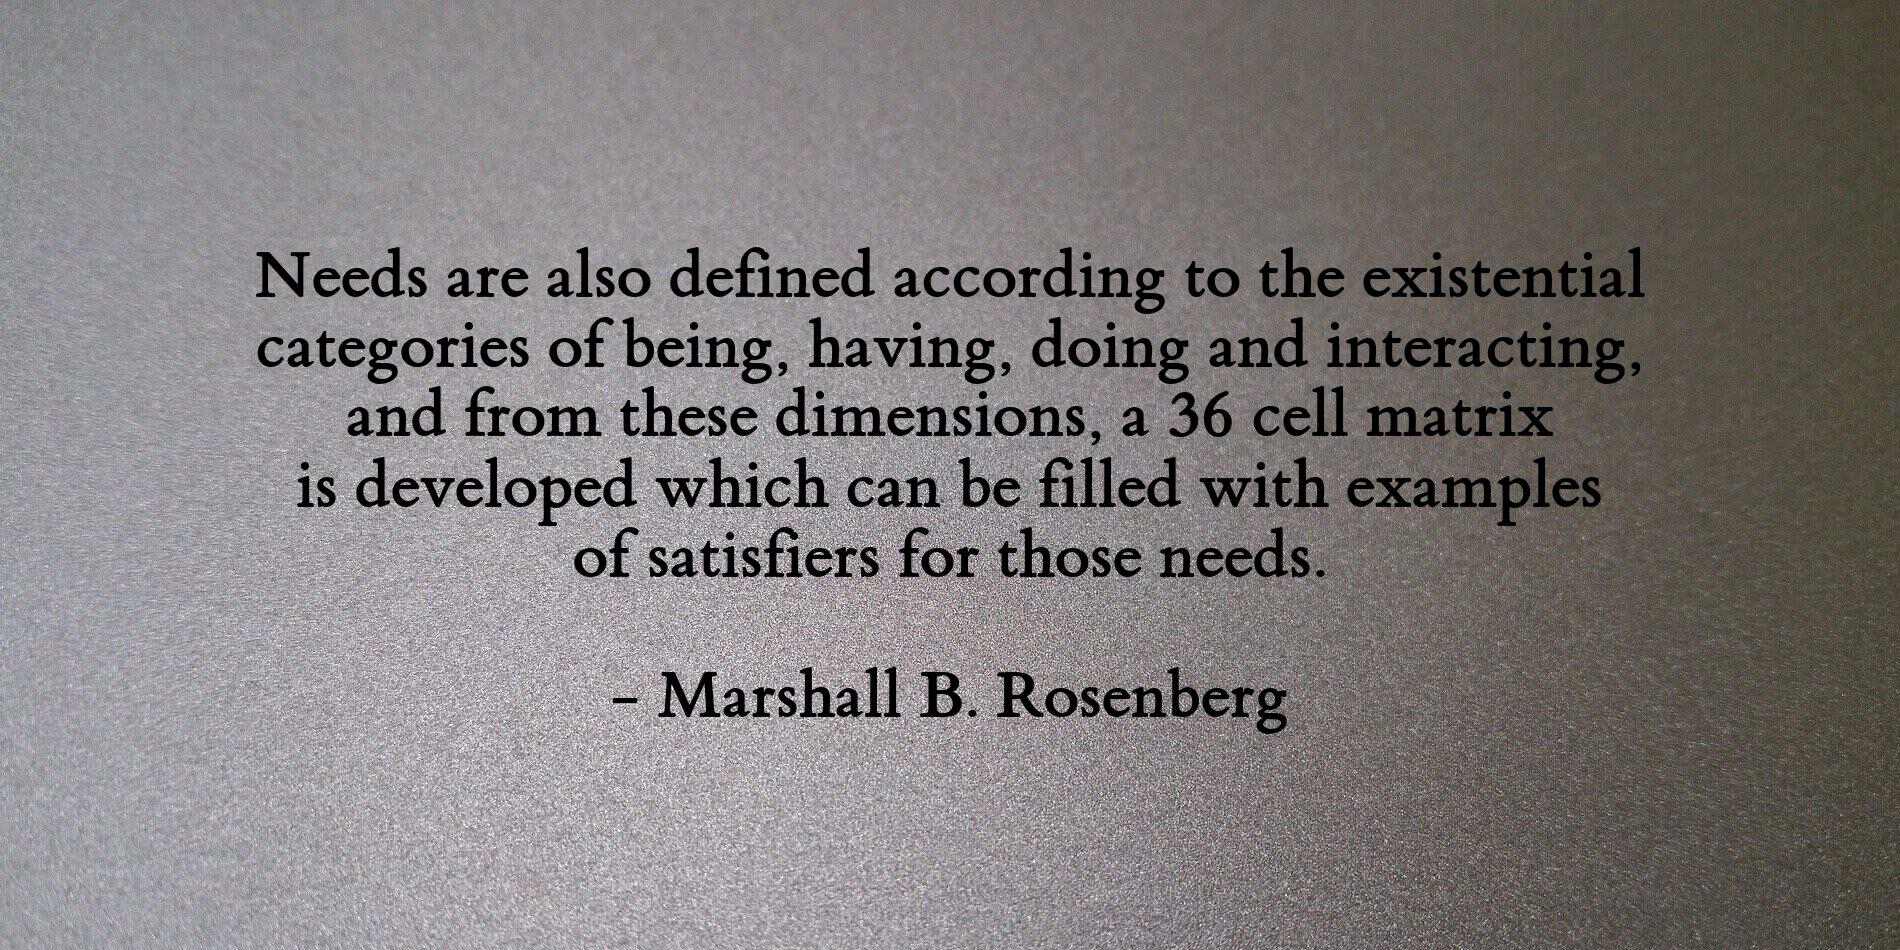 Needs are also defined according to the existential
categories of being, having, doing and interacting,
and from these dimensions, a 36 cell matrix
is developed which can be filled with examples
of satisfiers for those needs.
- Marshall B. Rosenberg